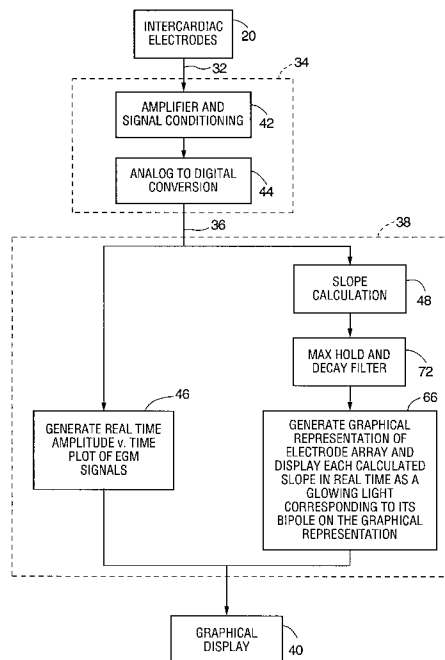 INTERCARDIAC
ELECTRODES
20
32
34
AMPLIFIER AND
SIGNAL CONDITIONING
42
ANALOG TO DIGITAL
CONVERSION
44
36
38
SLOPE
CALCULATION
48
MAX HOLD AND
DECAY FILTER
72
46
GENERATE REAL TIME
AMPLITUDE v. TIME
PLOT OF EGM
SIGNALS
66
GENERATE GRAPHICAL
REPRESENTATION OF
ELECTRODE ARRAY AND
DISPLAY EACH CALCULATED
SLOPE IN REAL TIME AS A
GLOWING LIGHT
CORRESPONDING TO ITS
BIPOLE ON THE GRAPHICAL
REPRESENTATION
GRAPHICAL
DISPLAY
40